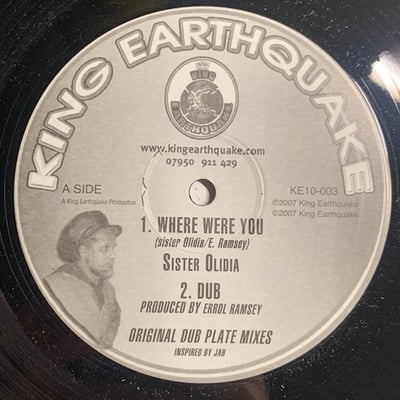 KING EARTHQUAKE
KING
EARTHQUAKE
www.kingearthquake.com
07950 911 429
A SIDE
A King Earthquake Production
KE10-003
℗2007 King Earthquake
©2007 King Earthquake
1. WHERE WERE YOU
(sister Olidia/E. Ramsey)
SISTER OLIDIA
2. DUB
PRODUCED BY ERROL RAMSEY
ORIGINAL DUB PLATE MIXES
INSPIRED BY JAH